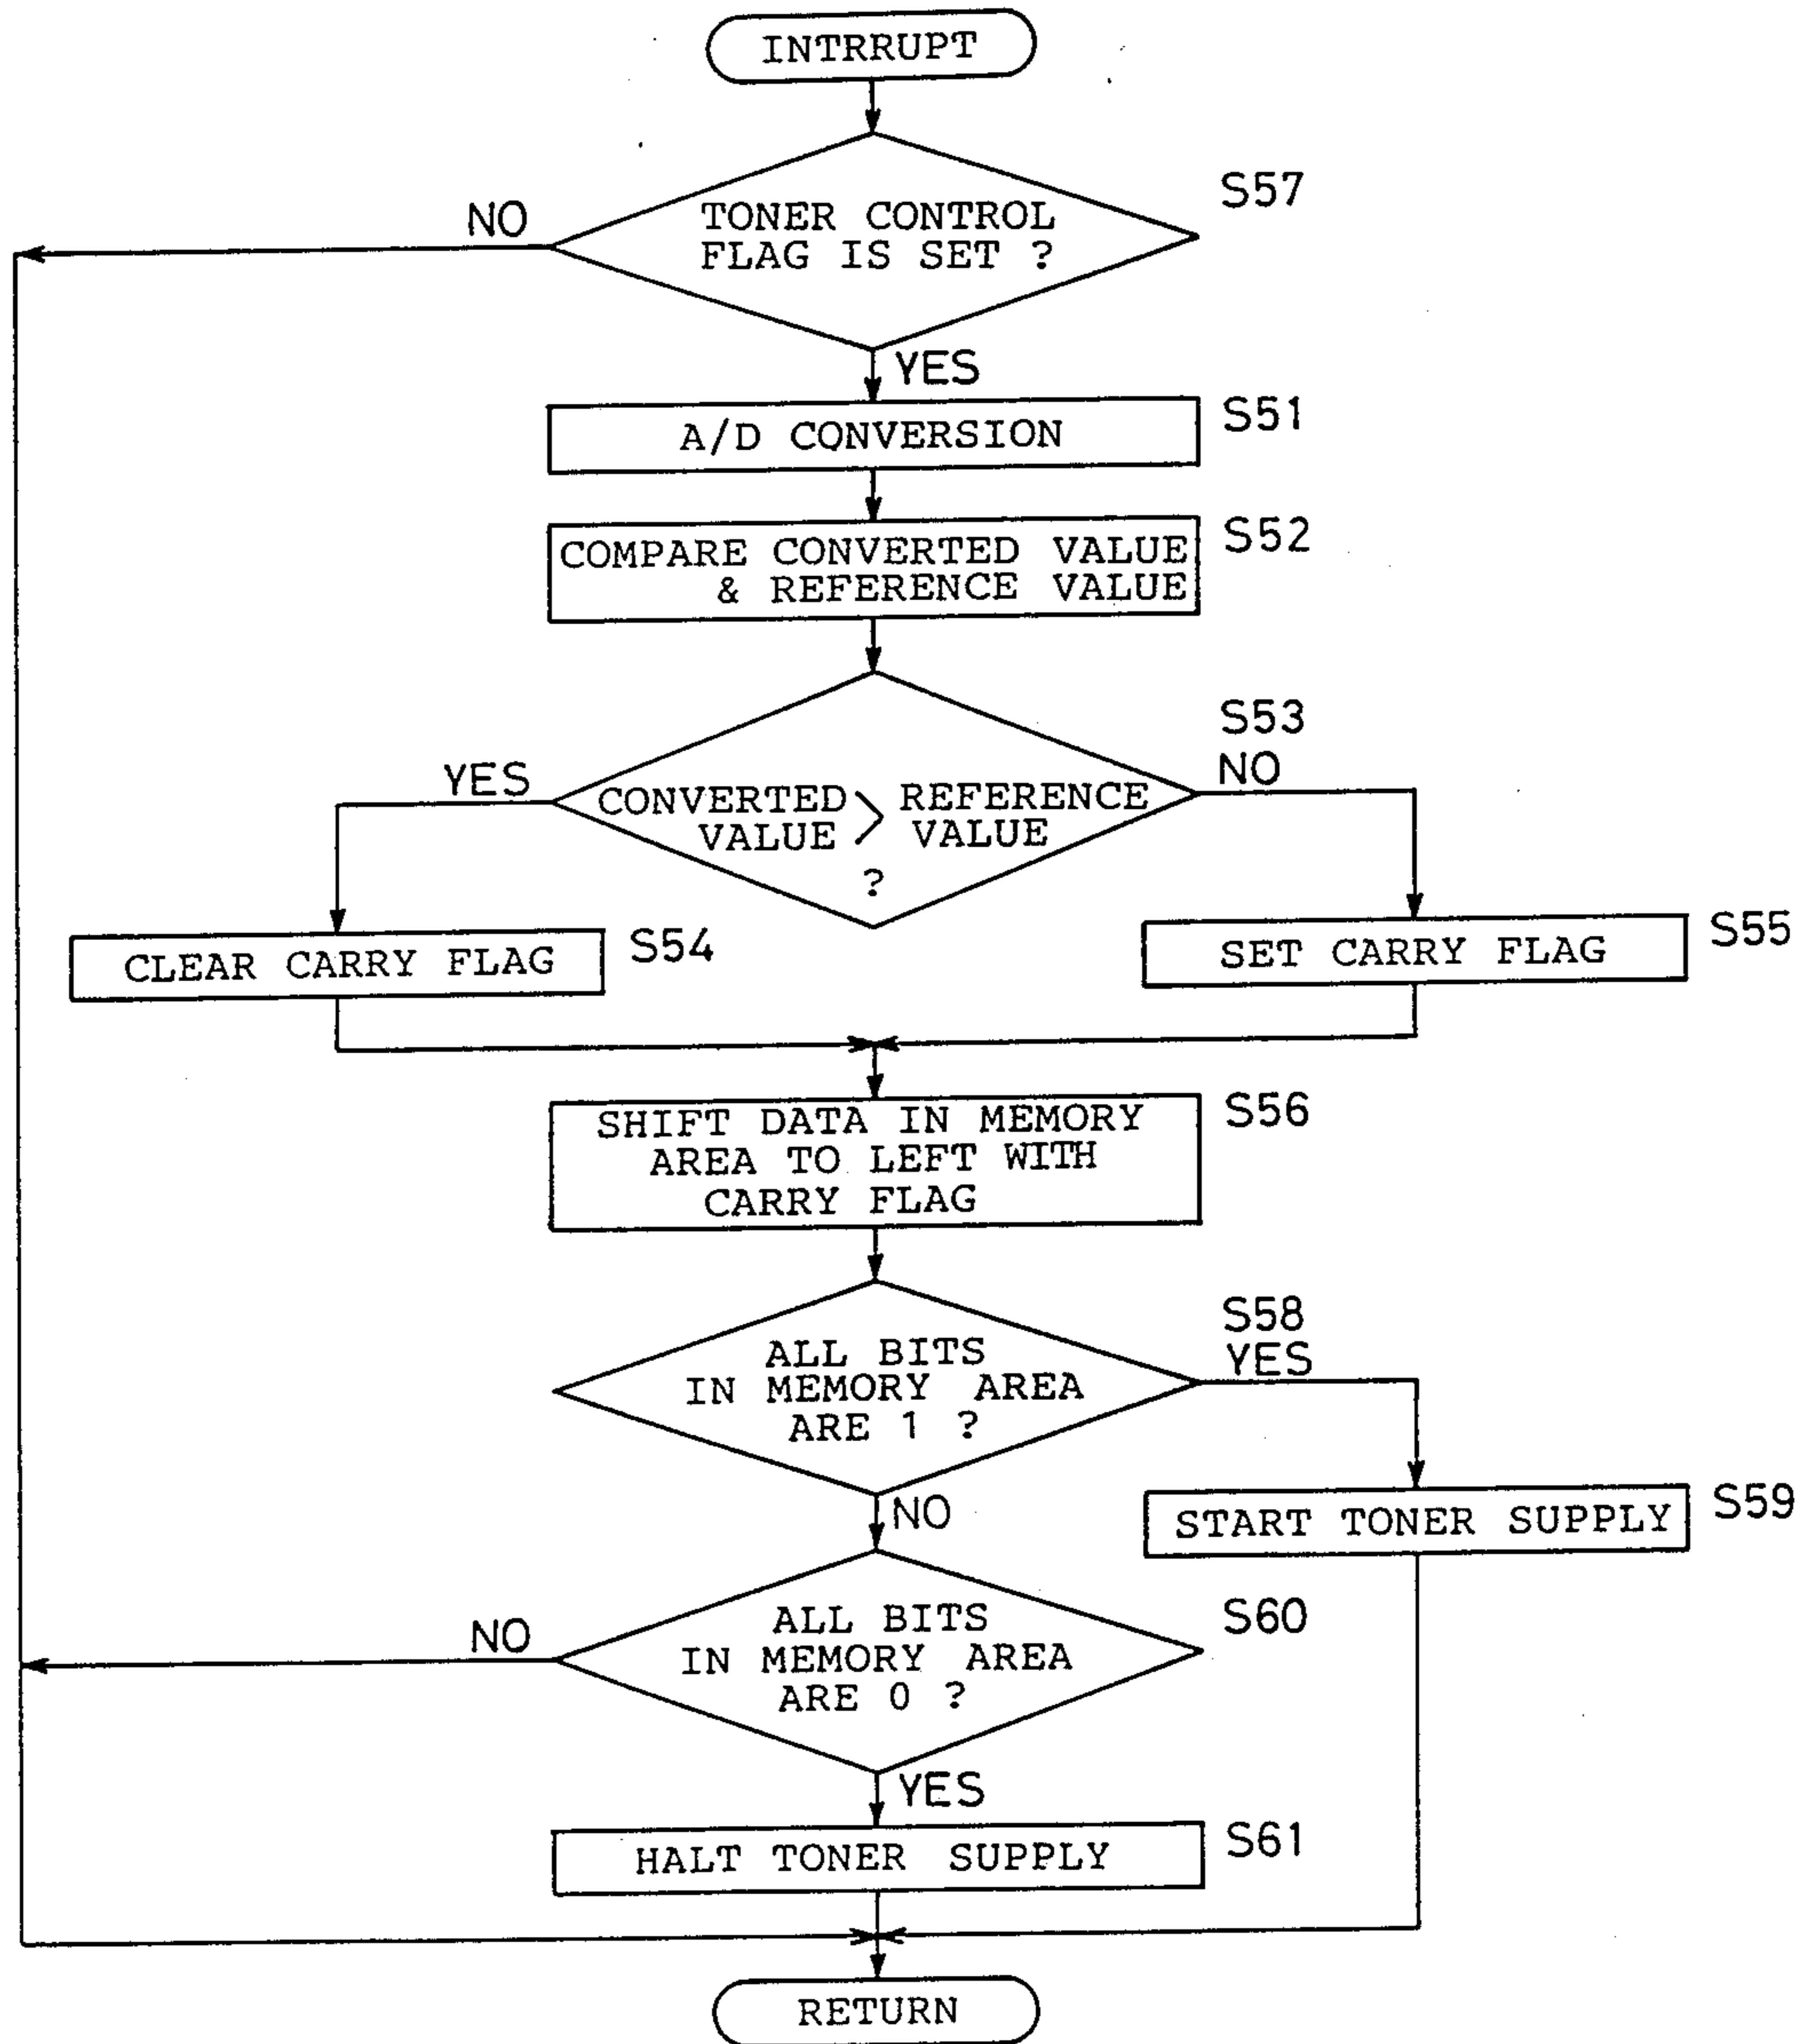 INTRRUPT
S57
NO
TONER CONTROL
FLAG IS SET ?
YES
S51
A/D CONVERSION
S52
COMPARE CONVERTED VALUE
& REFERENCE VALUE
S53
YES
NO
CONVERTED > REFERENCE
VALUE VALUE
?
S54
CLEAR CARRY FLAG
S55
SET CARRY FLAG
S56
SHIFT DATA IN MEMORY
AREA TO LEFT WITH
CARRY FLAG
S58
YES
ALL BITS
IN MEMORY AREA
ARE 1 ?
NO
S59
START TONER SUPPLY
S60
NO
ALL BITS
IN MEMORY AREA
ARE 0 ?
YES
S61
HALT TONER SUPPLY
RETURN